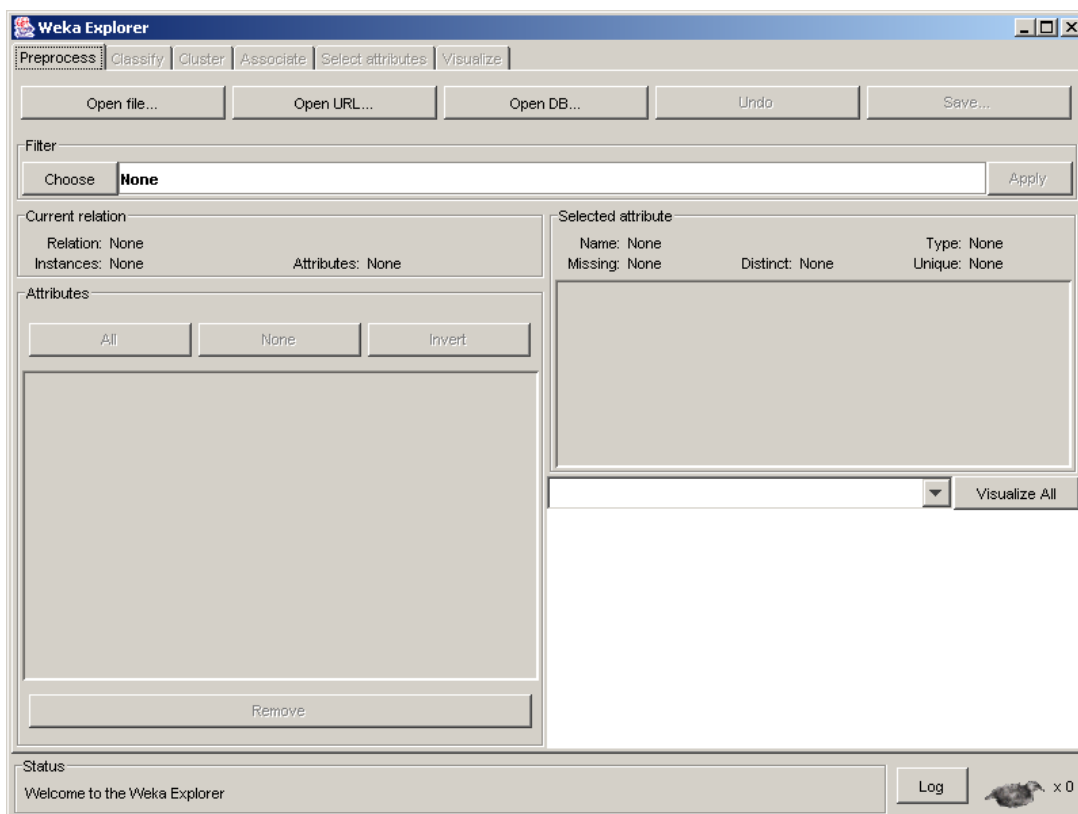 Weka Explorer
Preprocess Classify Cluster Associate Select attributes Visualize
Open file... Open URL... Open DB... Undo Save...
Filter
Choose None Apply
Current relation
Relation: None
Instances: None Attributes: None
Selected attribute
Name: None Type: None
Missing: None Distinct: None Unique: None
Attributes
All None Invert
Visualize All
Remove
Status
Welcome to the Weka Explorer
Log x 0